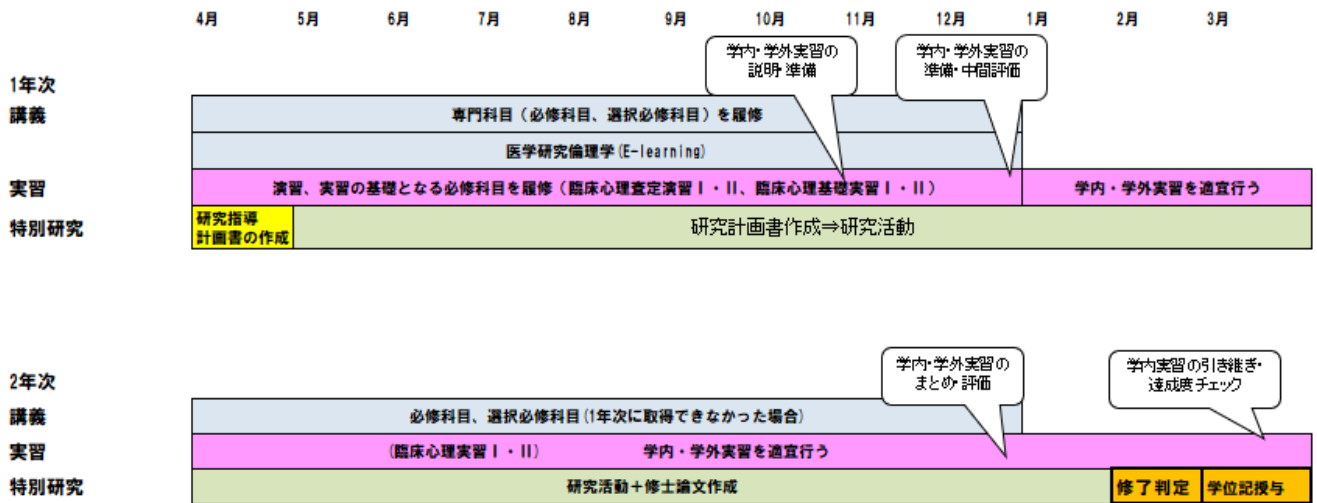 4月 5月 6月 7月 8月 9月 10月 11月 12月 1月 2月 3月
学内・学外実習の
説明・準備
学内・学外実習の
準備・中間評価
1年次
講義
専門科目（必修科目、選択必修科目）を履修
医学研究倫理学(E-learning)
実習
演習、実習の基礎となる必修科目を履修（臨床心理査定演習Ⅰ・Ⅱ、臨床心理基礎実習Ⅰ・Ⅱ）
学内・学外実習を適宜行う
特別研究
研究指導
計画書の作成
研究計画書作成⇒研究活動
学内・学外実習の
まとめ・評価
学内実習の引き継ぎ・
達成度チェック
2年次
講義
必修科目、選択必修科目(1年次に取得できなかった場合)
実習
(臨床心理実習Ⅰ・Ⅱ) 学内・学外実習を適宜行う
特別研究
研究活動＋修士論文作成
修了判定
学位記授与